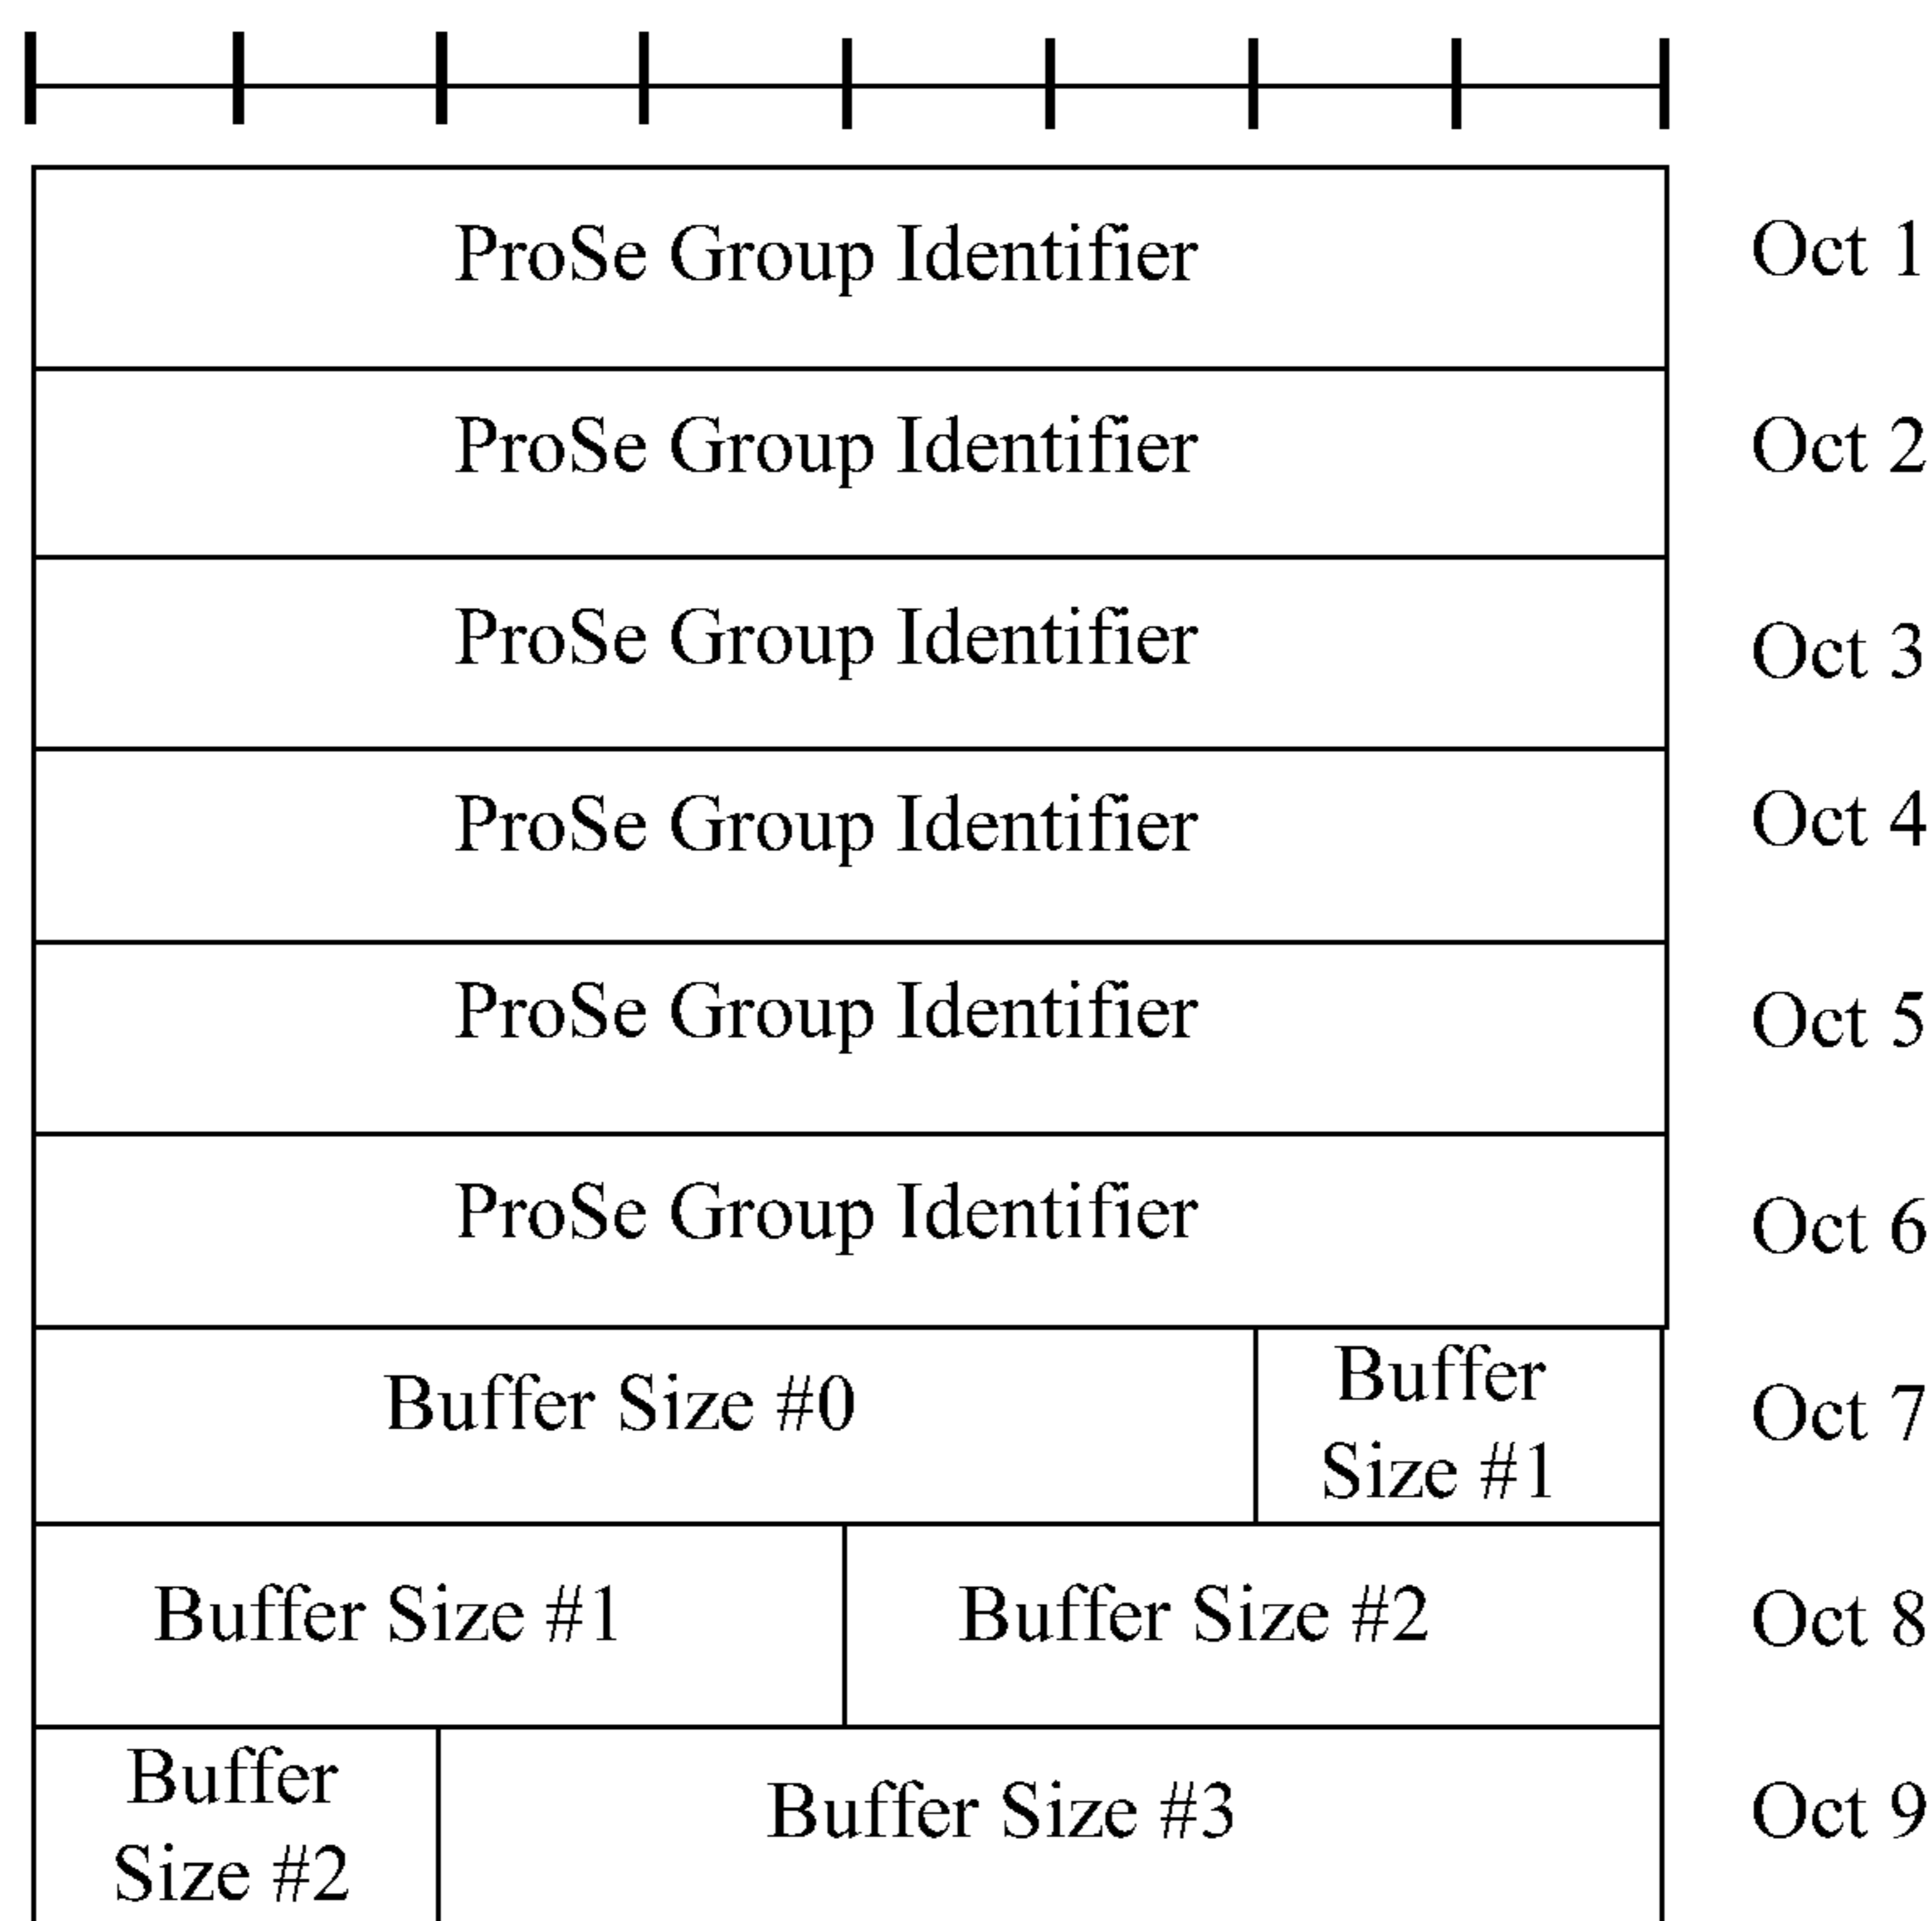 ProSe Group Identifier Oct 1
ProSe Group Identifier Oct 2
ProSe Group Identifier Oct 3
ProSe Group Identifier Oct 4
ProSe Group Identifier Oct 5
ProSe Group Identifier Oct 6
Buffer Size #0
Buffer
Size #1
Oct 7
Buffer Size #1 Buffer Size #2 Oct 8
Buffer
Size #2
Buffer Size #3 Oct 9